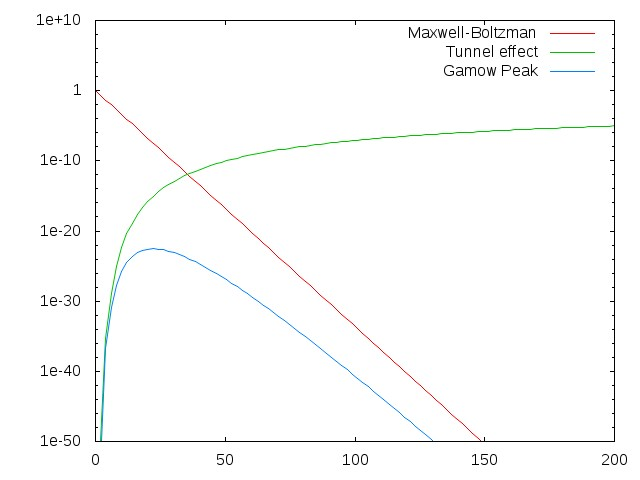 1e+10
Maxwell-Boltzman
Tunnel effect
Gamow Peak
1
1e-10
1e-20
1e-30
1e-40
1e-50
0 50 100 150 200